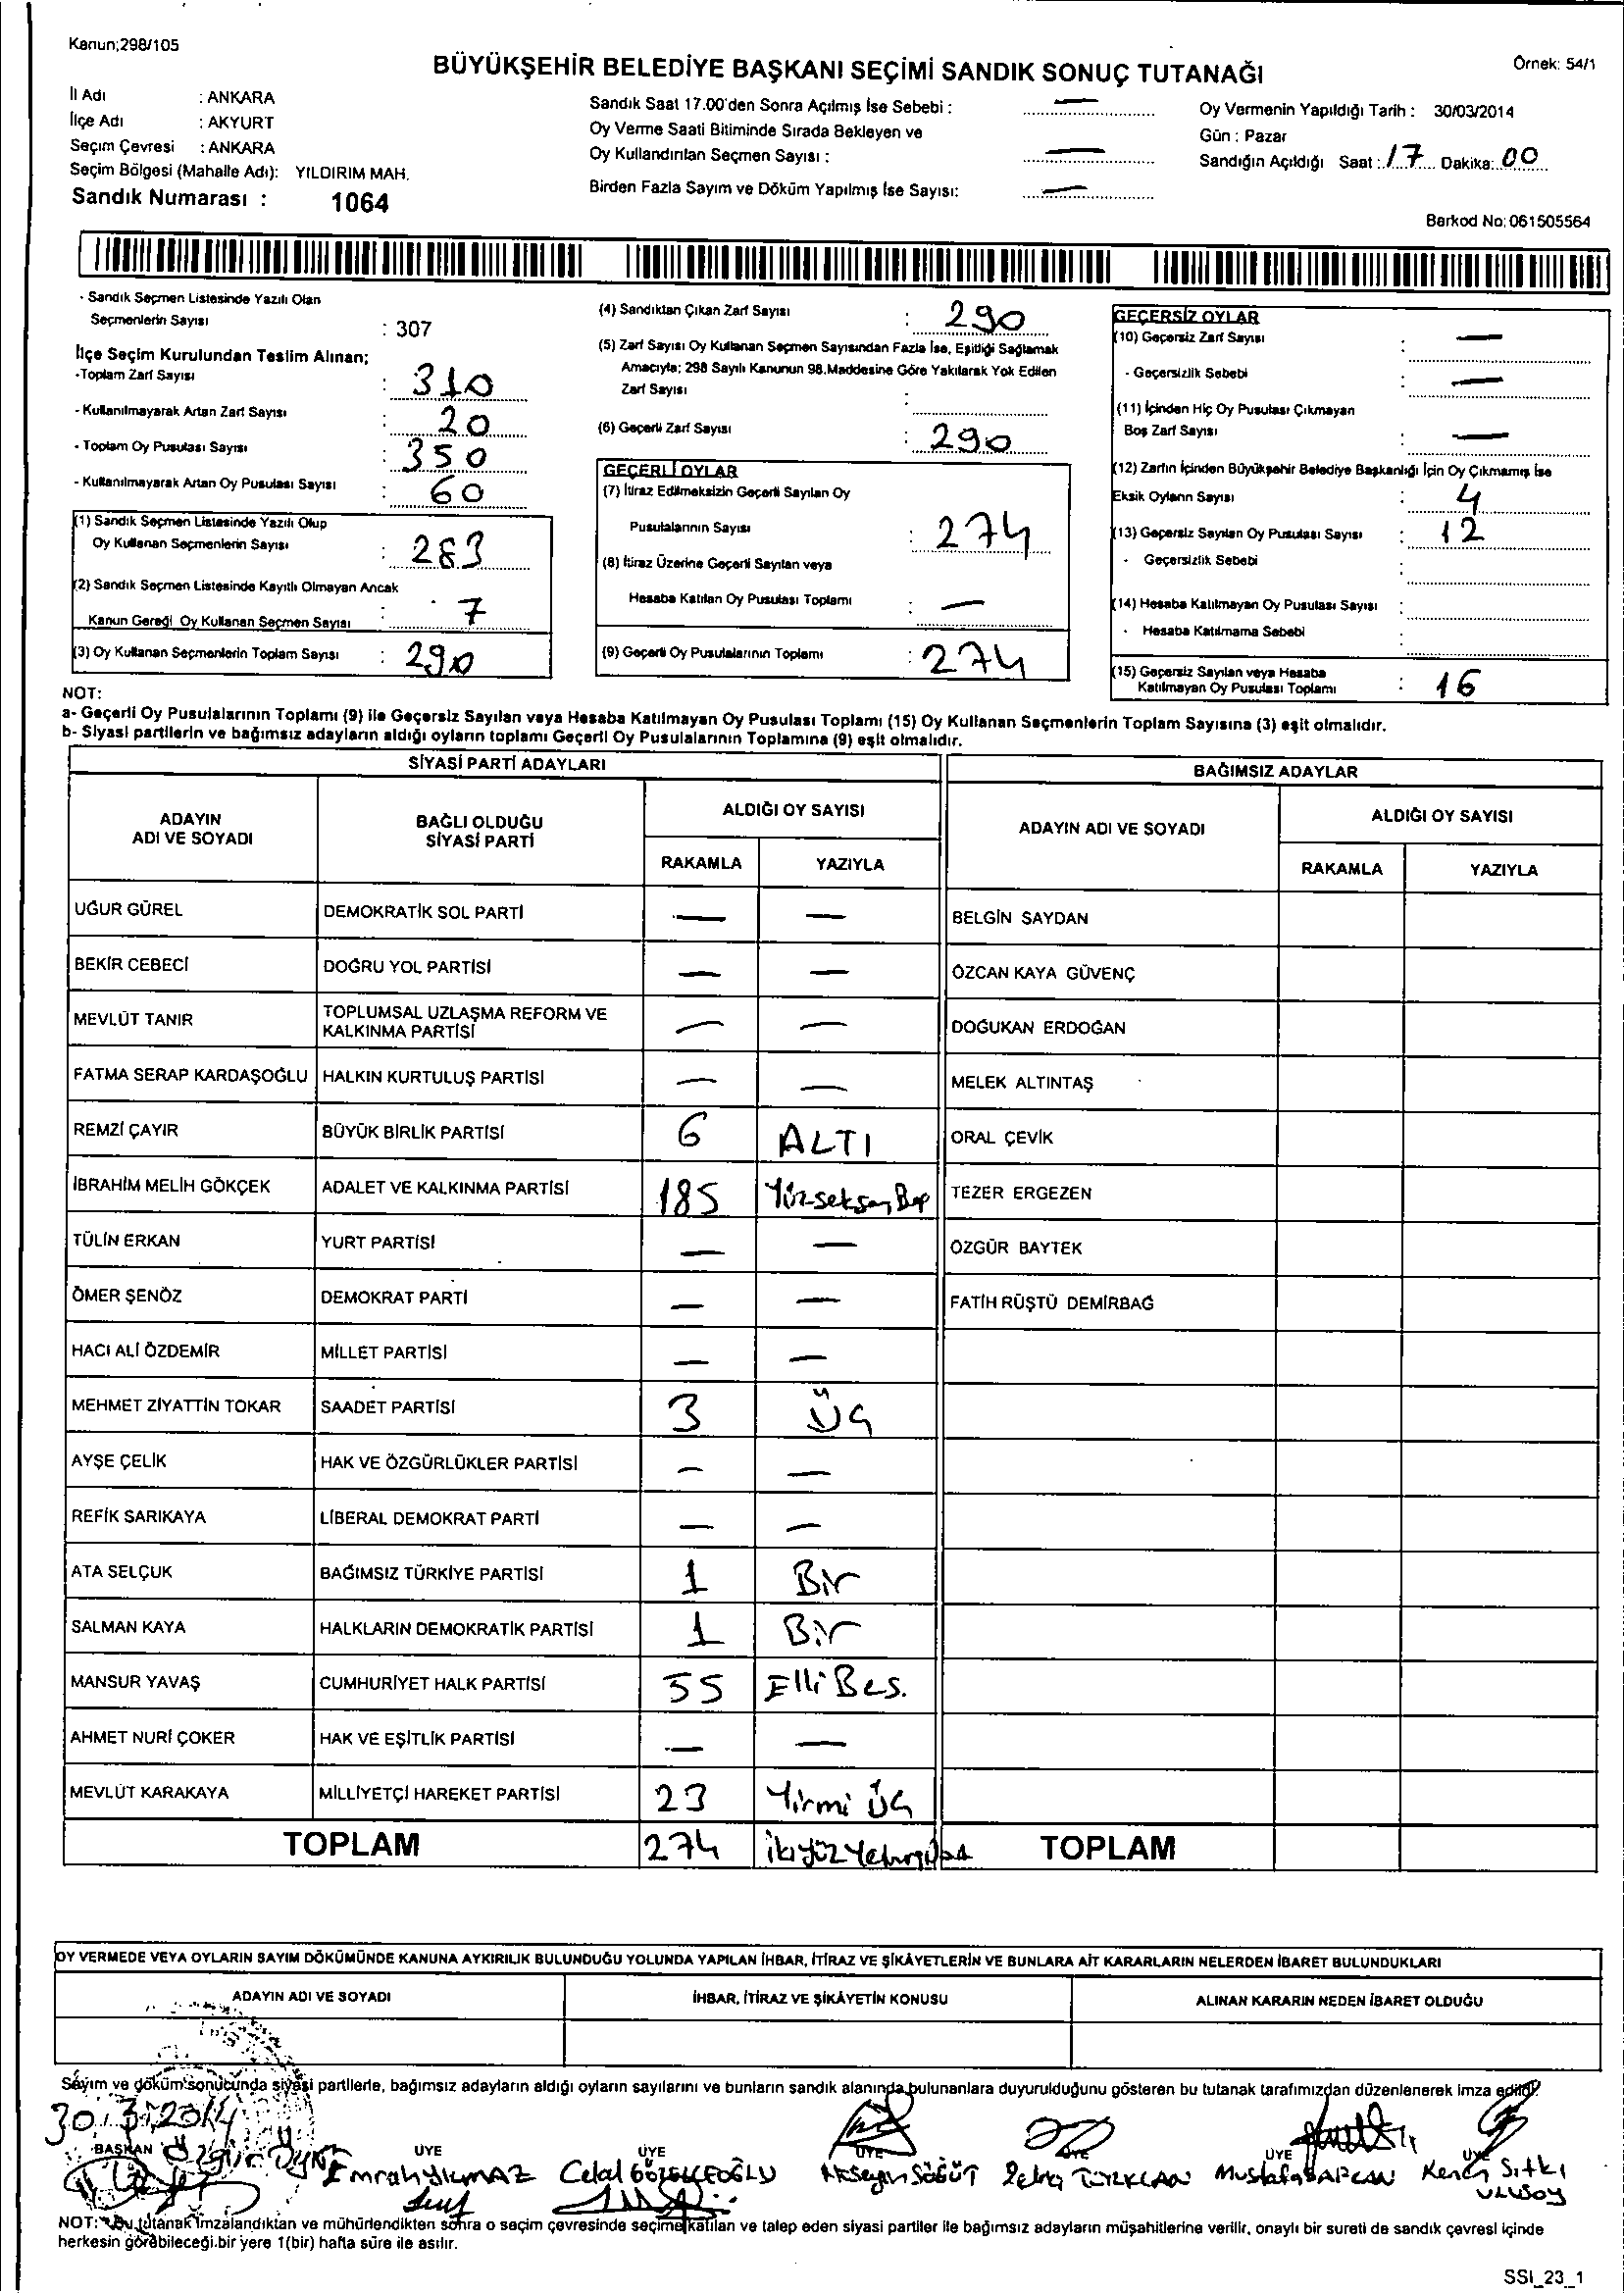 Kanun;298/105
BÜYÜKŞEHİR BELEDİYE BAŞKANI SEÇİMİ SANDIK SONUÇ TUTANAĞI
Örnek: 54/1
İl Adı : ANKARA
İlçe Adı : AKYURT
Seçim Çevresi : ANKARA
Seçim Bölgesi (Mahalle Adı): YILDIRIM MAH.
Sandık Numarası : 1064
Sandık Saat 17.00'den Sonra Açılmış İse Sebebi : —
Oy Verme Saati Bitiminde Sırada Bekleyen ve
Oy Kullandırılan Seçmen Sayısı : —
Birden Fazla Sayım ve Döküm Yapılmış İse Sayısı: —
Oy Vermenin Yapıldığı Tarih : 30/03/2014
Gün : Pazar
Sandığın Açıldığı Saat : 17 Dakika: 00
Barkod No: 061505564
- Sandık Seçmen Listesinde Yazılı Olan
Seçmenlerin Sayısı : 307
İlçe Seçim Kurulundan Teslim Alınan;
-Toplam Zarf Sayısı : 310
- Kullanılmayarak Artan Zarf Sayısı : 20
- Toplam Oy Pusulası Sayısı : 350
- Kullanılmayarak Artan Oy Pusulası Sayısı : 60
(1) Sandık Seçmen Listesinde Yazılı Olup
Oy Kullanan Seçmenlerin Sayısı : 283
(2) Sandık Seçmen Listesinde Kayıtlı Olmayan Ancak
Kanun Gereği Oy Kullanan Seçmen Sayısı : 7
(3) Oy Kullanan Seçmenlerin Toplam Sayısı : 290
(4) Sandıktan Çıkan Zarf Sayısı : 290
(5) Zarf Sayısı Oy Kullanan Seçmen Sayısından Fazla İse, Eşitliği Sağlamak
Amacıyla; 298 Sayılı Kanunun 98.Maddesine Göre Yakılarak Yok Edilen
Zarf Sayısı :
(6) Geçerli Zarf Sayısı : 290
GEÇERLİ OYLAR
(7) İtiraz Edilmeksizin Geçerli Sayılan Oy
Pusulalarının Sayısı : 274
(8) İtiraz Üzerine Geçerli Sayılan veya
Hesaba Katılan Oy Pusulası Toplamı : —
(9) Geçerli Oy Pusulalarının Toplamı : 274
GEÇERSİZ OYLAR
(10) Geçersiz Zarf Sayısı : —
- Geçersizlik Sebebi : —
(11) İçinden Hiç Oy Pusulası Çıkmayan
Boş Zarf Sayısı : —
(12) Zarfın İçinden Büyükşehir Belediye Başkanlığı İçin Oy Çıkmamış İse
Eksik Oyların Sayısı : 4
(13) Geçersiz Sayılan Oy Pusulası Sayısı : 12
- Geçersizlik Sebebi :
(14) Hesaba Katılmayan Oy Pusulası Sayısı :
- Hesaba Katılmama Sebebi :
(15) Geçersiz Sayılan veya Hesaba
Katılmayan Oy Pusulası Toplamı : 16
NOT:
a- Geçerli Oy Pusulalarının Toplamı (9) ile Geçersiz Sayılan veya Hesaba Katılmayan Oy Pusulası Toplamı (15) Oy Kullanan Seçmenlerin Toplam Sayısına (3) eşit olmalıdır.
b- Siyasi partilerin ve bağımsız adayların aldığı oyların toplamı Geçerli Oy Pusulalarının Toplamına (9) eşit olmalıdır.
SİYASİ PARTİ ADAYLARI
ADAYIN ADI VE SOYADI
BAĞLI OLDUĞU SİYASİ PARTİ
ALDIĞI OY SAYISI
RAKAMLA YAZIYLA
UĞUR GÜREL DEMOKRATİK SOL PARTİ — —
BEKİR CEBECİ DOĞRU YOL PARTİSİ — —
MEVLÜT TANIR TOPLUMSAL UZLAŞMA REFORM VE
KALKINMA PARTİSİ — —
FATMA SERAP KARDAŞOĞLU HALKIN KURTULUŞ PARTİSİ — —
REMZİ ÇAYIR BÜYÜK BİRLİK PARTİSİ 6 ALTI
İBRAHİM MELİH GÖKÇEK ADALET VE KALKINMA PARTİSİ 185 Yüzseksen
TÜLİN ERKAN YURT PARTİSİ — —
ÖMER ŞENÖZ DEMOKRAT PARTİ — —
HACI ALİ ÖZDEMİR MİLLET PARTİSİ — —
MEHMET ZİYATTİN TOKAR SAADET PARTİSİ 3 Üç
AYŞE ÇELİK HAK VE ÖZGÜRLÜKLER PARTİSİ — —
REFİK SARIKAYA LİBERAL DEMOKRAT PARTİ — —
ATA SELÇUK BAĞIMSIZ TÜRKİYE PARTİSİ 1 Bir
SALMAN KAYA HALKLARIN DEMOKRATİK PARTİSİ 1 Bir
MANSUR YAVAŞ CUMHURİYET HALK PARTİSİ 55 Elli Bes.
AHMET NURİ ÇOKER HAK VE EŞİTLİK PARTİSİ — —
MEVLÜT KARAKAYA MİLLİYETÇİ HAREKET PARTİSİ 23 Yirmi Üç
TOPLAM 274
BAĞIMSIZ ADAYLAR
ADAYIN ADI VE SOYADI
ALDIĞI OY SAYISI
RAKAMLA YAZIYLA
BELGİN SAYDAN
ÖZCAN KAYA GÜVENÇ
DOĞUKAN ERDOĞAN
MELEK ALTINTAŞ
ORAL ÇEVİK
TEZER ERGEZEN
ÖZGÜR BAYTEK
FATİH RÜŞTÜ DEMİRBAĞ
TOPLAM
OY VERMEDE VEYA OYLARIN SAYIM DÖKÜMÜNDE KANUNA AYKIRILIK BULUNDUĞU YOLUNDA YAPILAN İHBAR, İTİRAZ VE ŞİKÂYETLERİN VE BUNLARA AİT KARARLARIN NELERDEN İBARET BULUNDUKLARI
ADAYIN ADI VE SOYADI
İHBAR, İTİRAZ VE ŞİKÂYETİN KONUSU
ALINAN KARARIN NEDEN İBARET OLDUĞU
Sayım ve döküm sonucunda siyasi partilerle, bağımsız adayların aldığı oyların sayılarını ve bunların sandık alanında bulunanlara duyurulduğunu gösteren bu tutanak tarafımızdan düzenlenerek imza edildi.
30.3.2014
BAŞKAN ÜYE ÜYE ÜYE ÜYE ÜYE ÜYE
Özgür Emrah YILMAZ Celal SÖĞÜT Mustafa Sıtkı
ULUSOY
NOT: Bu tutanak imzalandıktan ve mühürlendikten sonra o seçim çevresinde seçime katılan ve talep eden siyasi partiler ile bağımsız adayların müşahitlerine verilir, onaylı bir sureti de sandık çevresi içinde
herkesin görebileceği bir yere 1(bir) hafta süre ile asılır.
SSI_23_1